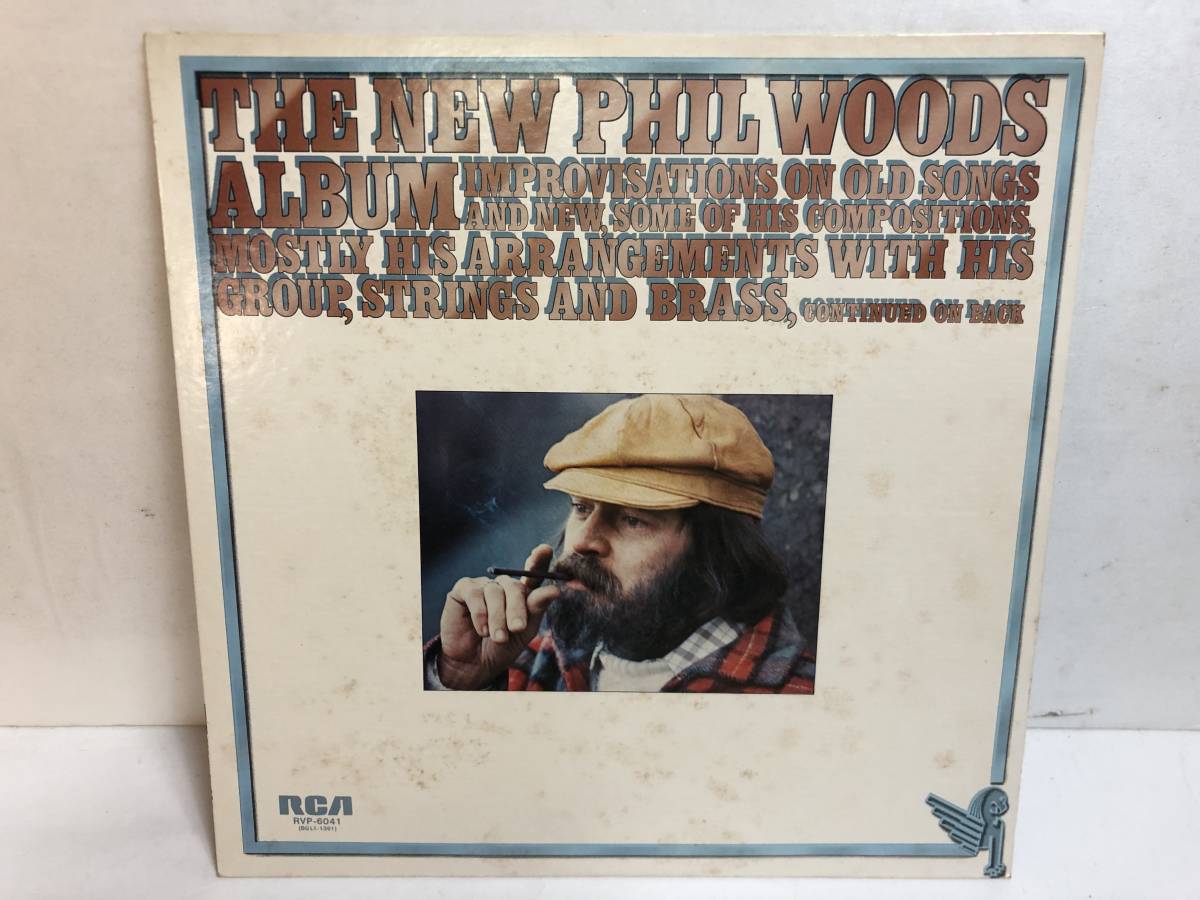 THE NEW PHIL WOODS
ALBUM IMPROVISATIONS ON OLD SONGS
AND NEW, SOME OF HIS COMPOSITIONS,
MOSTLY HIS ARRANGEMENTS WITH HIS
GROUP, STRINGS AND BRASS, CONTINUED ON BACK
RCA
RVP-6041
(BGL1-1391)